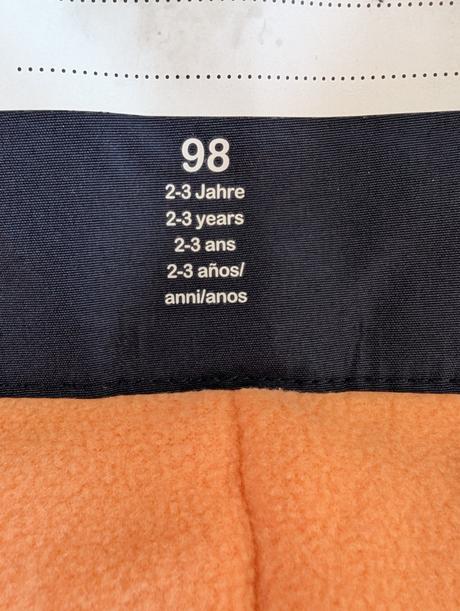 98
2-3 Jahre
2-3 years
2-3 ans
2-3 años/
anni/anos